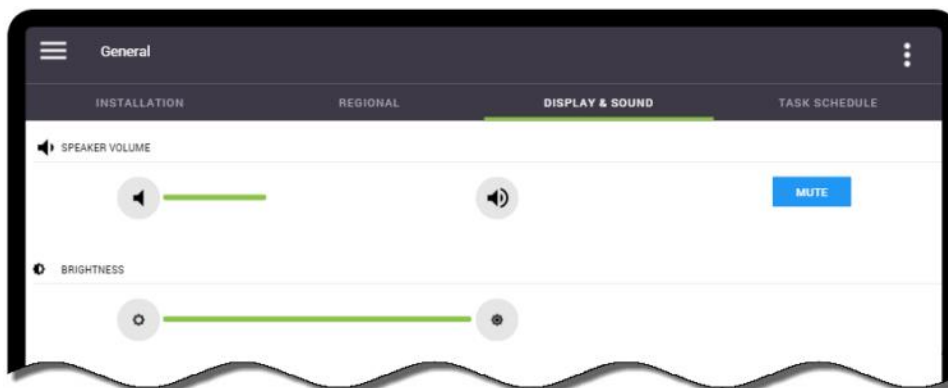 General
INSTALLATION REGIONAL DISPLAY & SOUND TASK SCHEDULE
SPEAKER VOLUME
MUTE
BRIGHTNESS